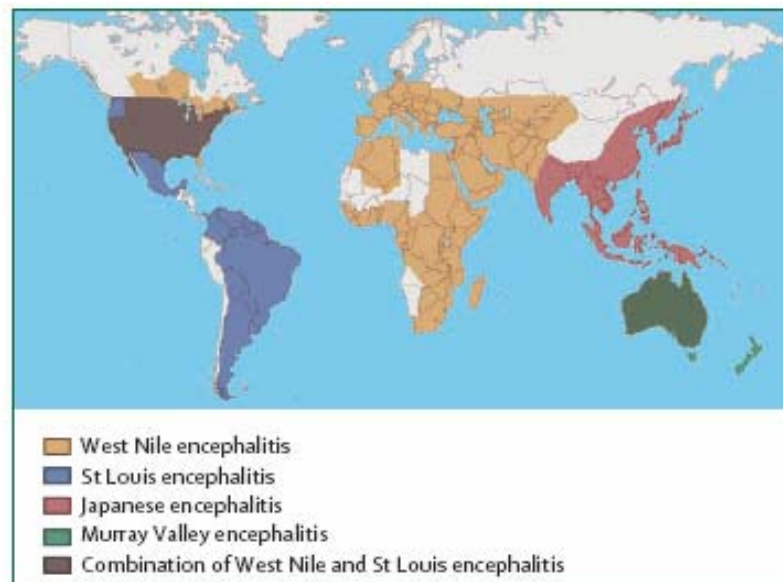 West Nile encephalitis
St Louis encephalitis
Japanese encephalitis
Murray Valley encephalitis
Combination of West Nile and St Louis encephalitis